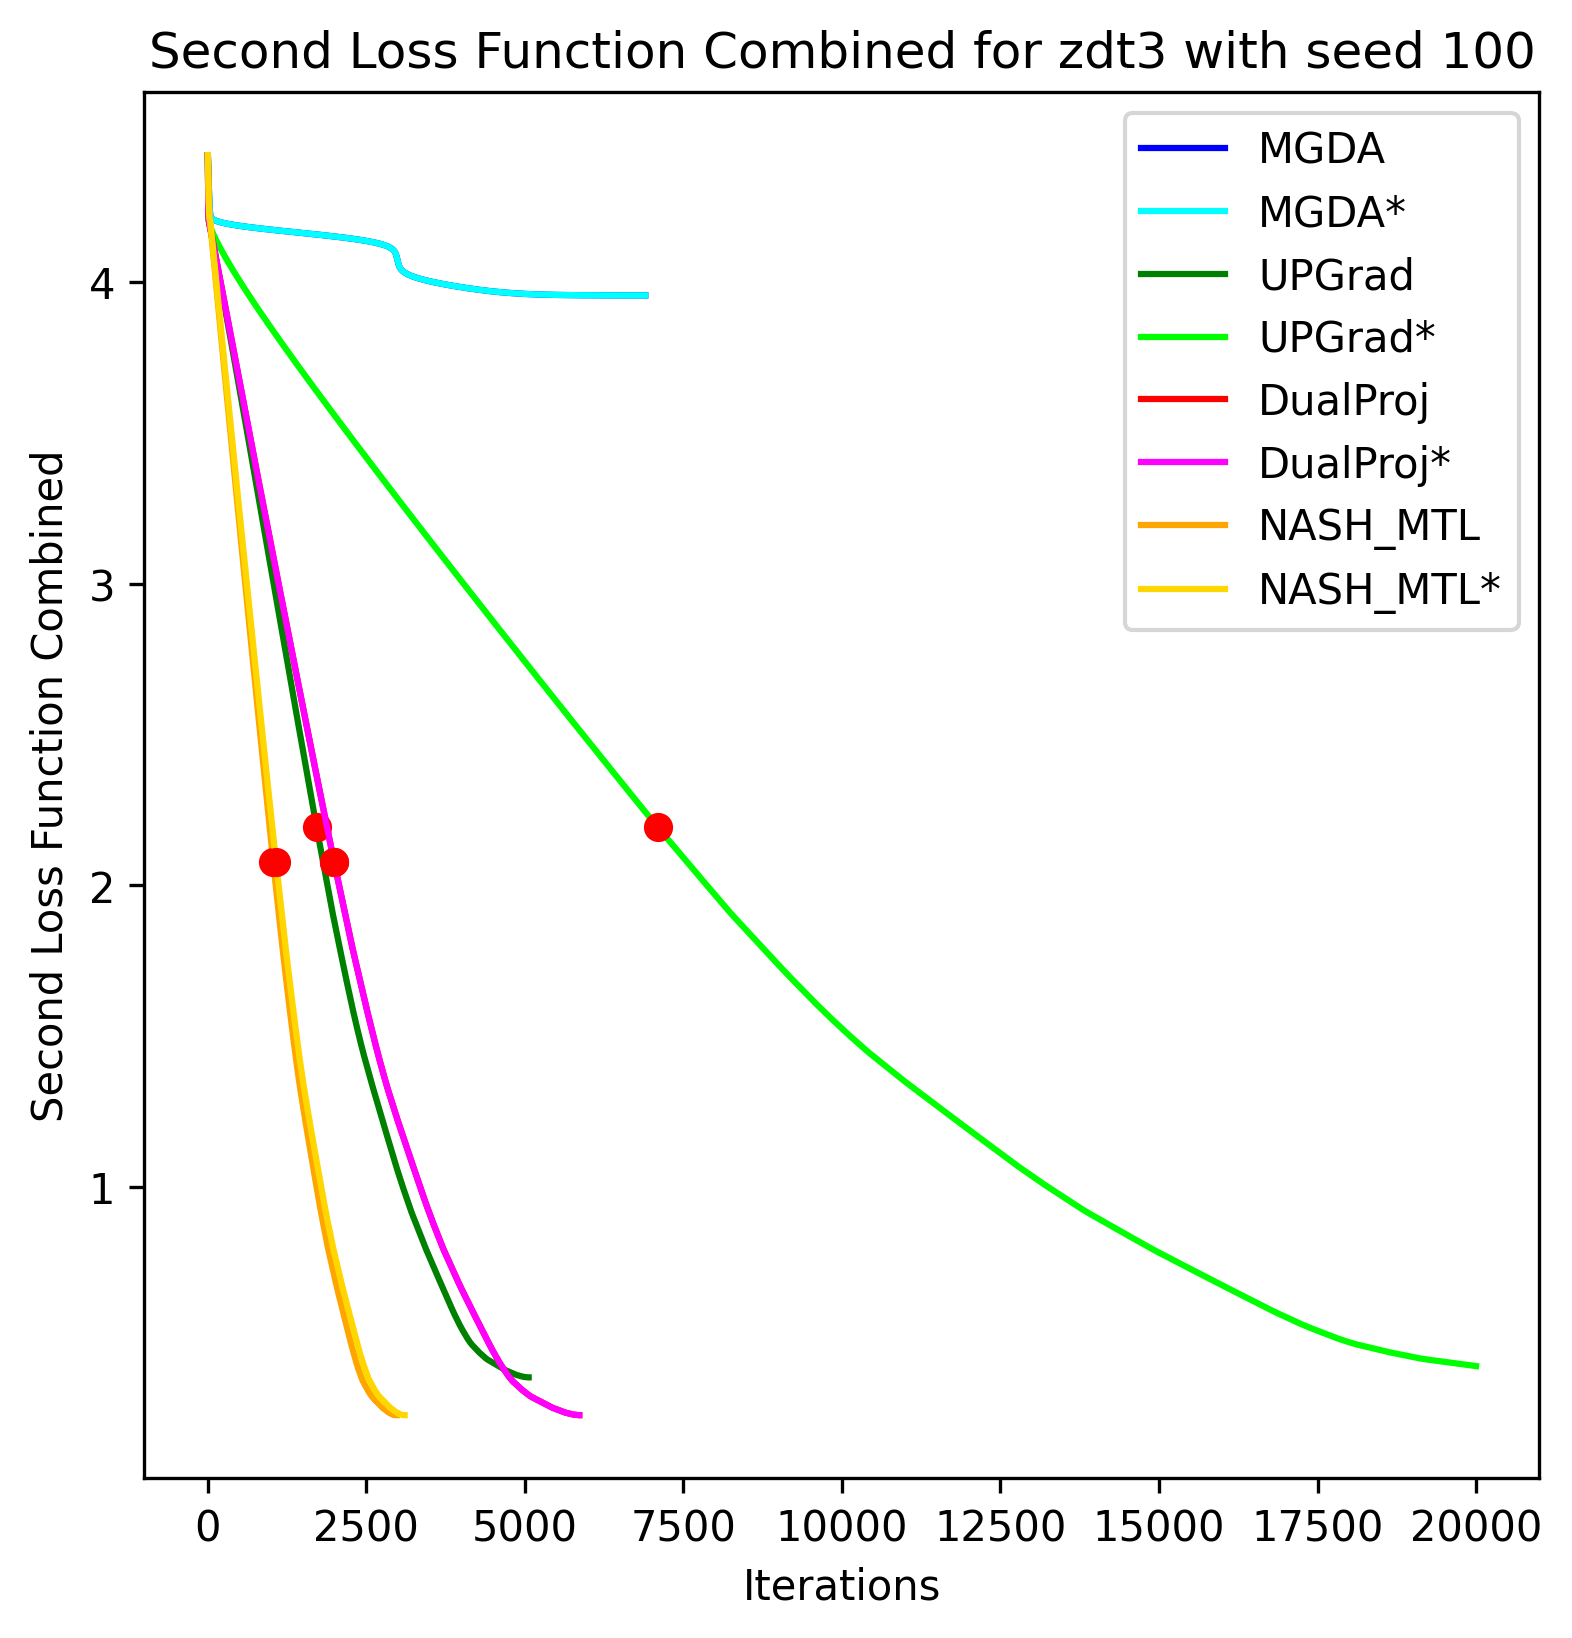 Second Loss Function Combined for zdt3 with seed 100
MGDA
MGDA*
UPGrad
UPGrad*
DualProj
DualProj*
NASH_MTL
NASH_MTL*
Second Loss Function Combined
4
3
2
1
0 2500 5000 7500 10000 12500 15000 17500 20000
Iterations